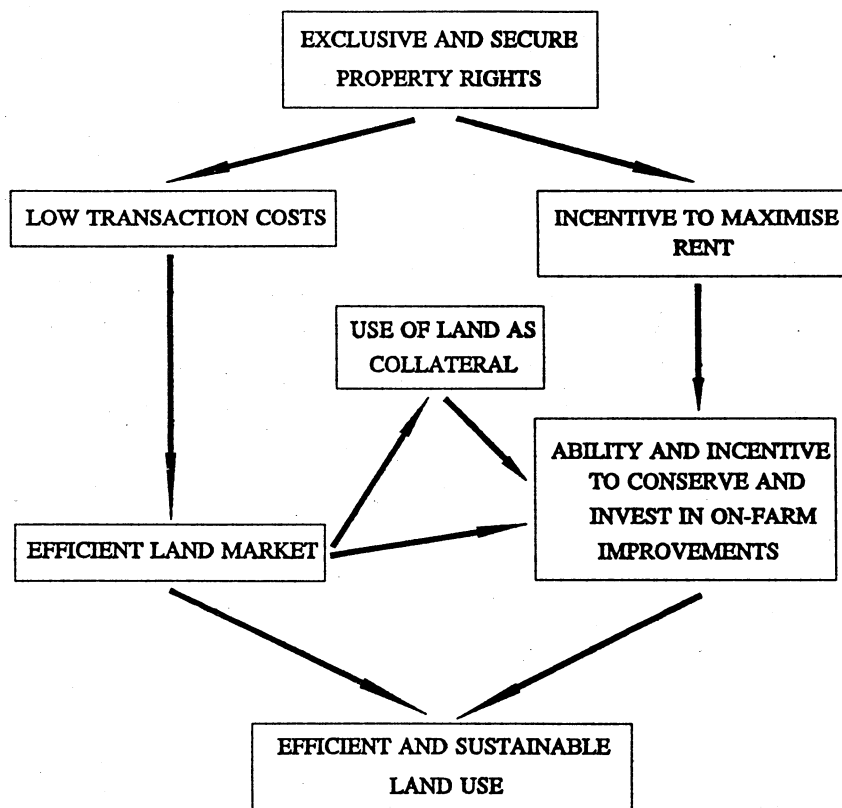 EXCLUSIVE AND SECURE
PROPERTY RIGHTS
LOW TRANSACTION COSTS
INCENTIVE TO MAXIMISE
RENT
USE OF LAND AS
COLLATERAL
ABILITY AND INCENTIVE
TO CONSERVE AND
INVEST IN ON-FARM
IMPROVEMENTS
EFFICIENT LAND MARKET
EFFICIENT AND SUSTAINABLE
LAND USE